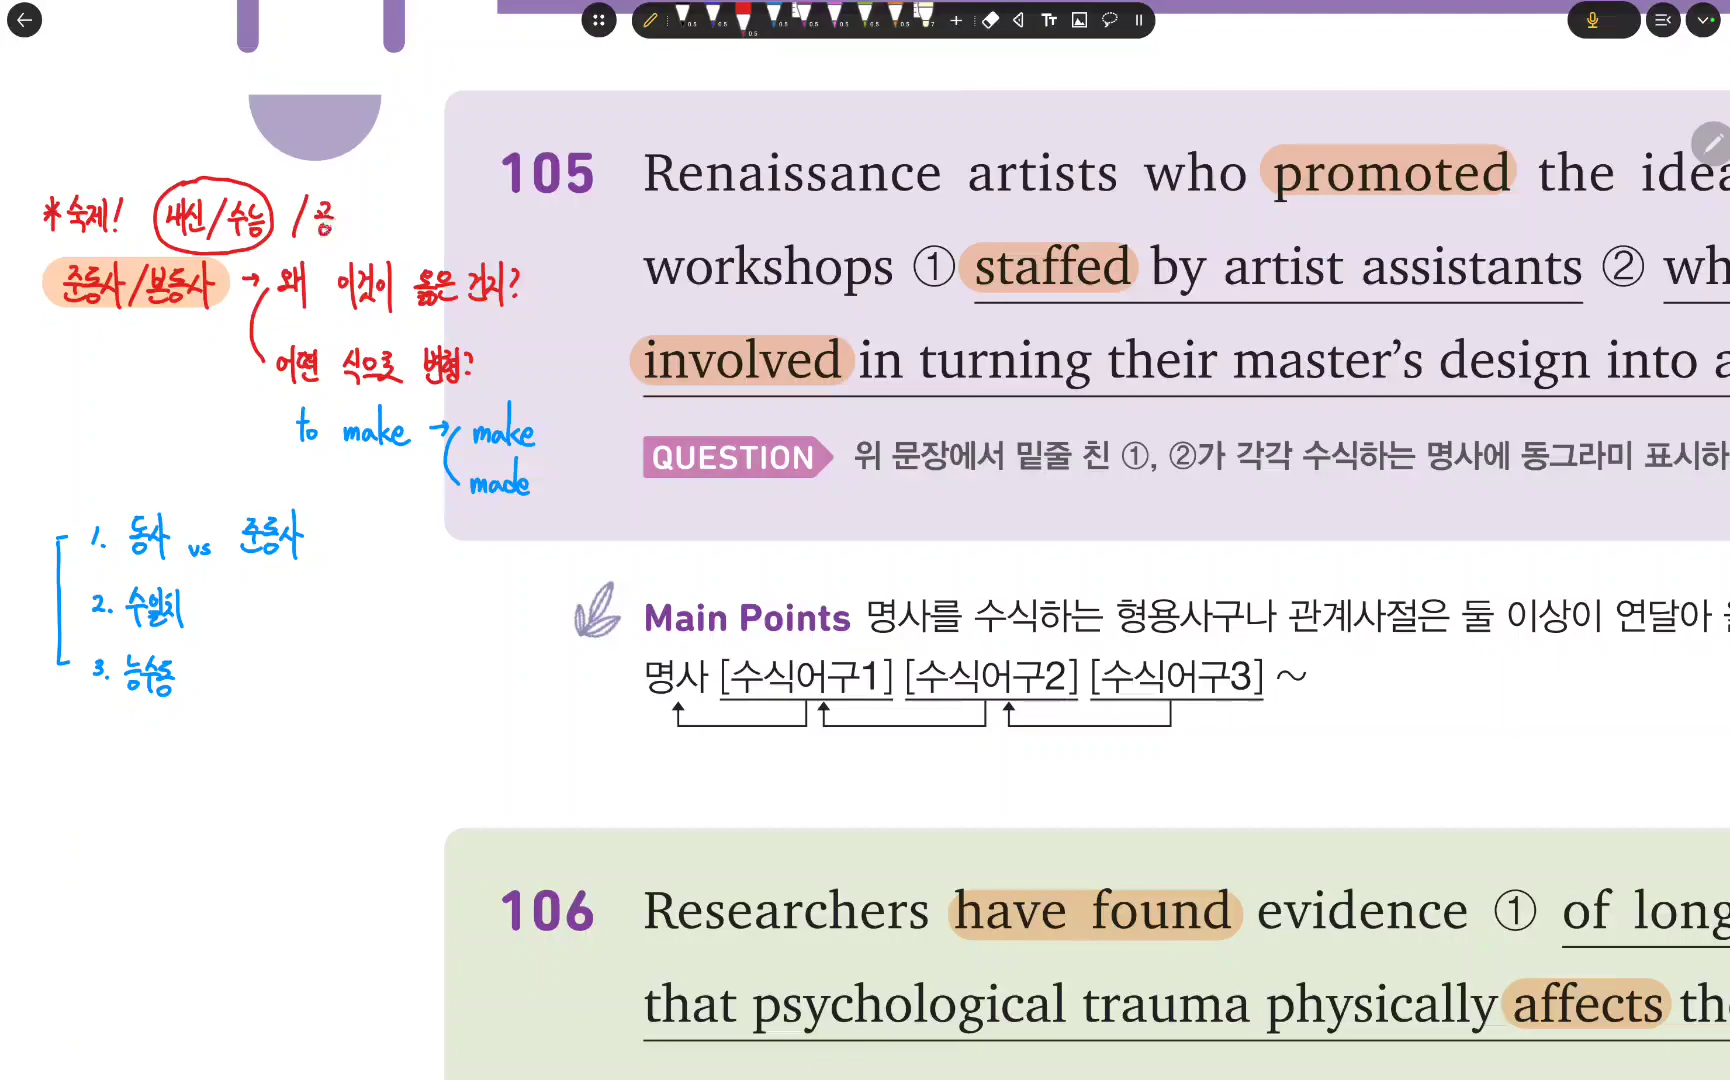 105 Renaissance artists who promoted the idea
workshops ① staffed by artist assistants ② wh
involved in turning their master's design into a
QUESTION 위 문장에서 밑줄 친 ①, ②가 각각 수식하는 명사에 동그라미 표시하
*숙제! 내신/수능 /공
준동사/본동사 → 왜 이것이 옳은 건지?
어떤 식으로 변형?
to make → make
made
1. 동사 vs 준동사
2. 수일치
3. 능수동
Main Points 명사를 수식하는 형용사구나 관계사절은 둘 이상이 연달아 올
명사 [수식어구1] [수식어구2] [수식어구3] ~
106 Researchers have found evidence ① of long
that psychological trauma physically affects the